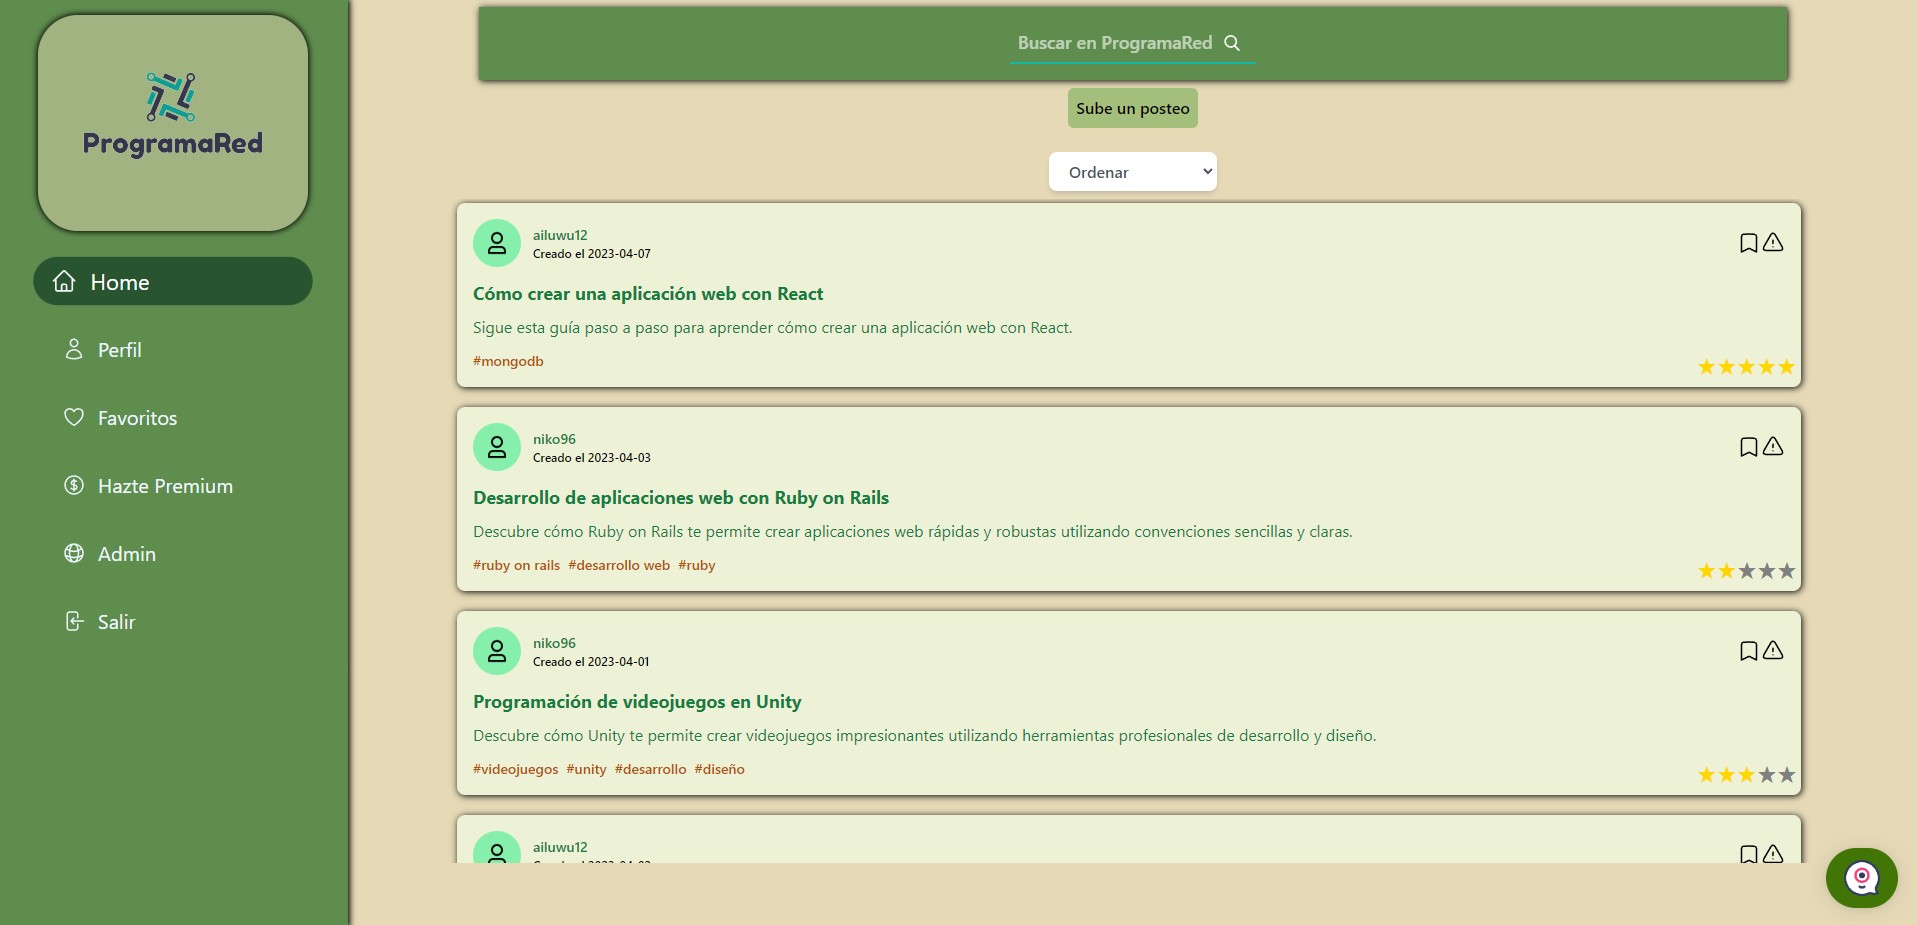 ProgramaRed
Home
Perfil
Favoritos
Hazte Premium
Admin
Salir
Buscar en ProgramaRed
Sube un posteo
Ordenar
ailuwu12
Creado el 2023-04-07
Cómo crear una aplicación web con React
Sigue esta guía paso a paso para aprender cómo crear una aplicación web con React.
#mongodb
niko96
Creado el 2023-04-03
Desarrollo de aplicaciones web con Ruby on Rails
Descubre cómo Ruby on Rails te permite crear aplicaciones web rápidas y robustas utilizando convenciones sencillas y claras.
#ruby on rails #desarrollo web #ruby
niko96
Creado el 2023-04-01
Programación de videojuegos en Unity
Descubre cómo Unity te permite crear videojuegos impresionantes utilizando herramientas profesionales de desarrollo y diseño.
#videojuegos #unity #desarrollo #diseño
ailuwu12